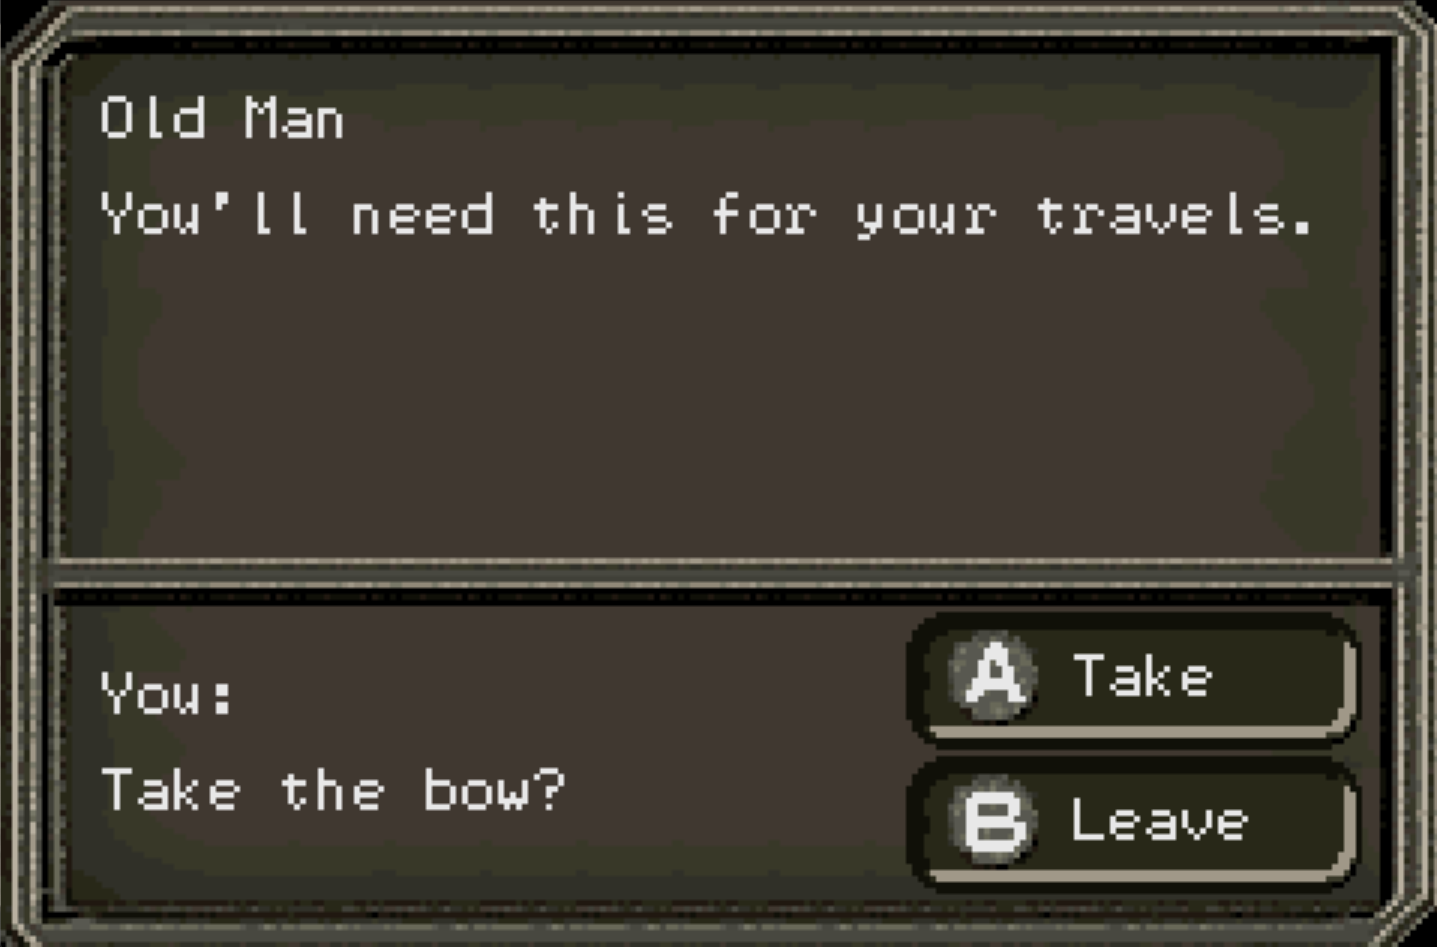 Old Man
You'll need this for your travels.
You:
Take the bow?
A Take
B Leave